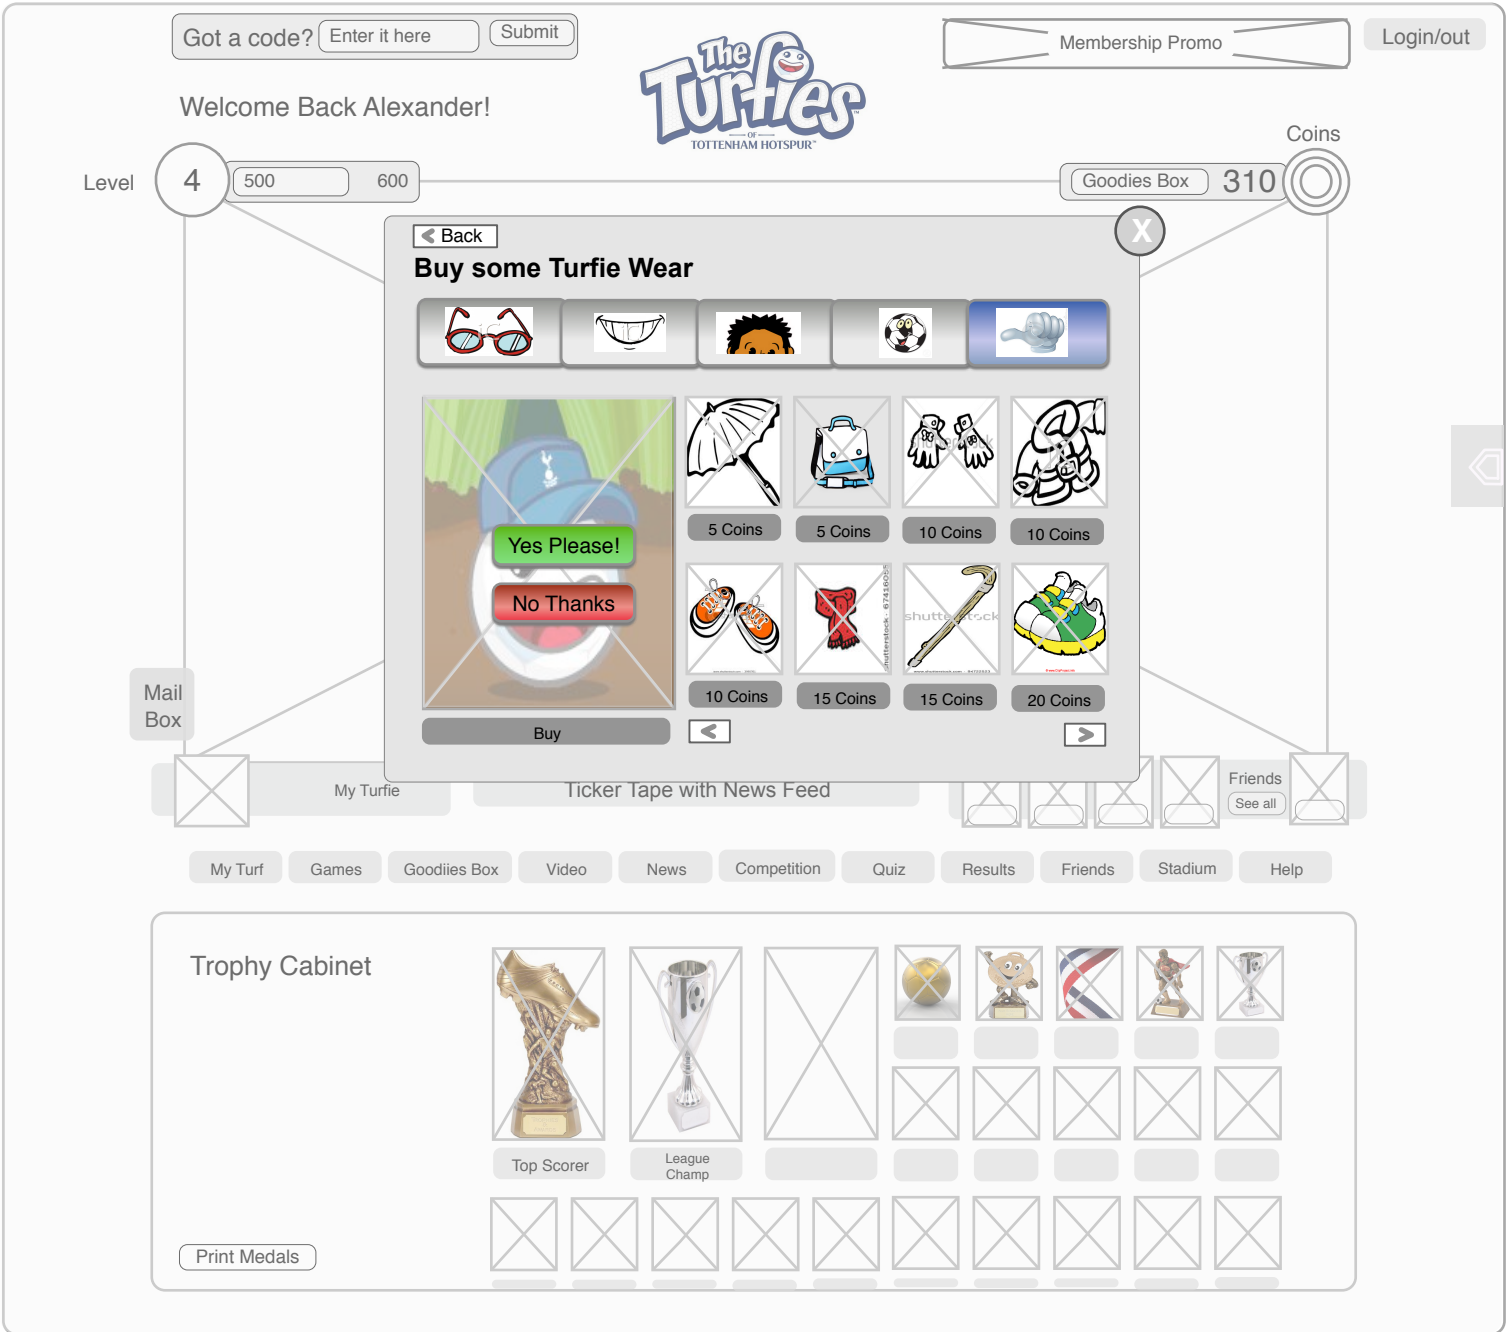 Got a code?
Enter it here
Submit
The
Turfies
OF
TOTTENHAM HOTSPUR™
Membership Promo
Login/out
Welcome Back Alexander!
Coins
Level
4
500
600
Goodies Box
310
< Back
X
Buy some Turfie Wear
Yes Please!
No Thanks
5 Coins
5 Coins
10 Coins
10 Coins
shutterstock · 67416055
shutterstock
10 Coins
15 Coins
15 Coins
20 Coins
Buy
<
>
Mail
Box
My Turfie
Ticker Tape with News Feed
Friends
See all
My Turf
Games
Goodiies Box
Video
News
Competition
Quiz
Results
Friends
Stadium
Help
Trophy Cabinet
Top Scorer
League
Champ
Print Medals